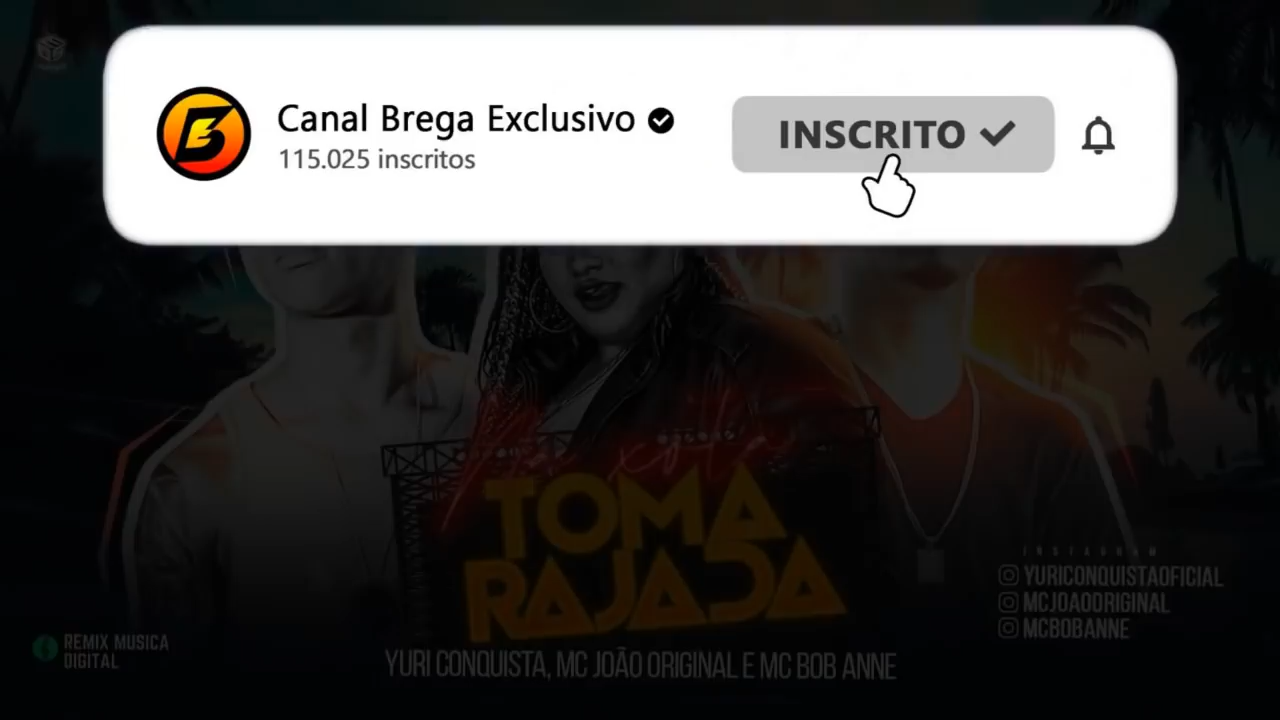 Canal Brega Exclusivo
115.025 inscritos
INSCRITO
TOMA
RAJADA
YURI CONQUISTA, MC JOÃO ORIGINAL E MC BOB ANNE
INSTAGRAM
YURICONQUISTAOFICIAL
MCJOAOORIGINAL
MCBOBANNE
REMIX MUSICA
DIGITAL